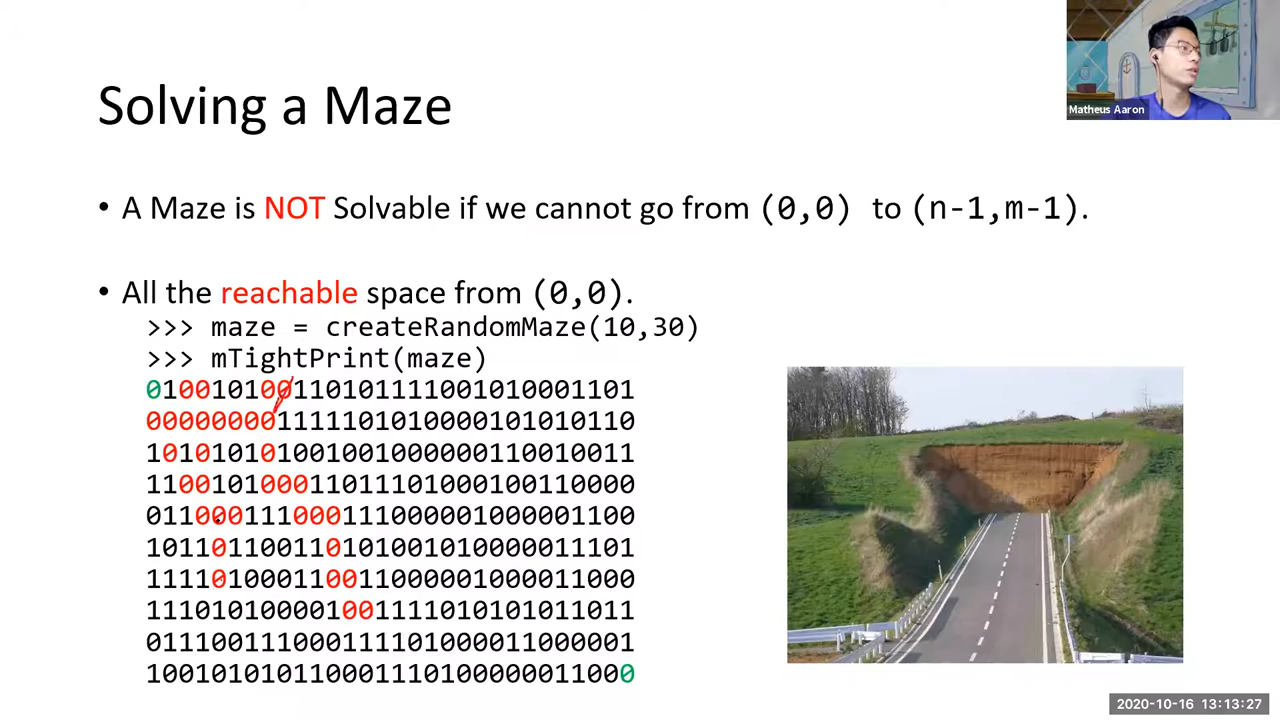 Matheus Aaron
Solving a Maze
• A Maze is NOT Solvable if we cannot go from (0,0) to (n-1,m-1).
• All the reachable space from (0,0).
>>> maze = createRandomMaze(10,30)
>>> mTightPrint(maze)
010010100110101111001010001101
000000001111101010000101010110
101010101001001000000110010011
110010100011011101000100110000
011000111000111000001000001100
101101100110101001010000011101
111101000110011000001000011000
111010100001001111010101011011
011100111000111101000011000001
100101010110001110100000011000
2020-10-16 13:13:27